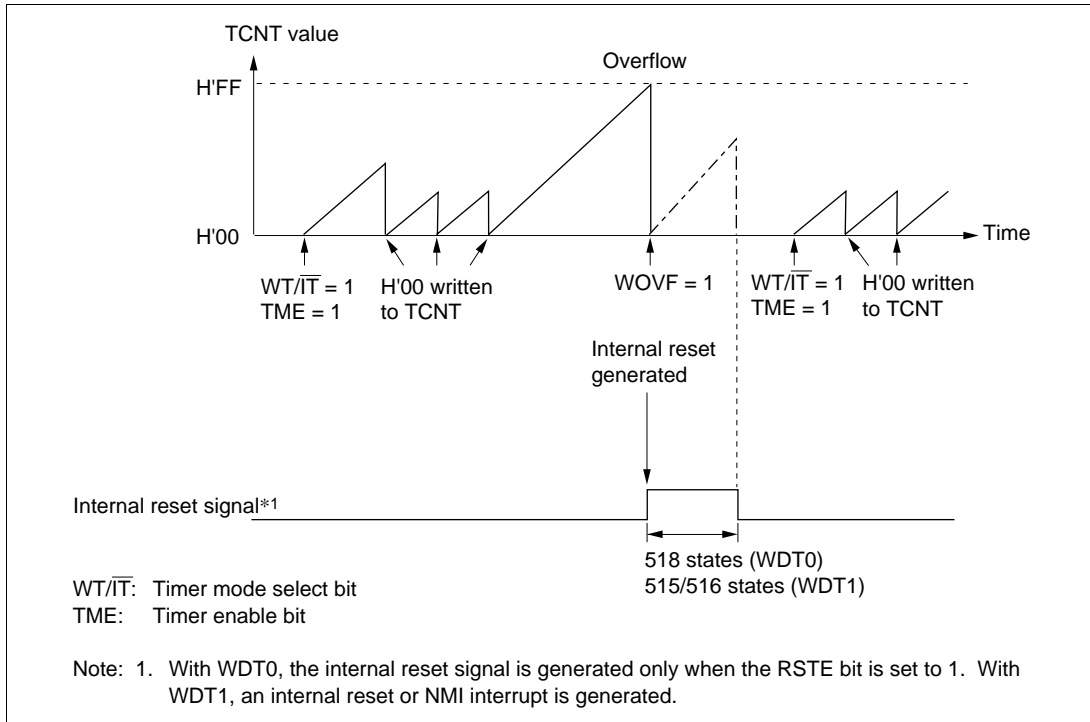 TCNT value
Overflow
H'FF
H'00
Time
WT/IT = 1
TME = 1
H'00 written
to TCNT
WOVF = 1
WT/IT = 1
TME = 1
H'00 written
to TCNT
Internal reset
generated
Internal reset signal*1
518 states (WDT0)
515/516 states (WDT1)
WT/IT: Timer mode select bit
TME: Timer enable bit
Note: 1. With WDT0, the internal reset signal is generated only when the RSTE bit is set to 1. With
WDT1, an internal reset or NMI interrupt is generated.